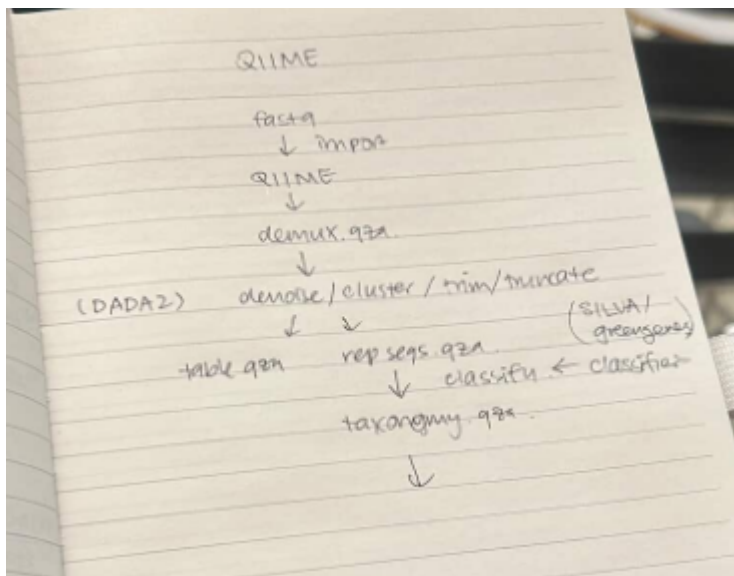 QIIME
fastq
↓ import
QIIME
↓
demux.qza
↓
(DADA2) denoise/cluster/trim/truncate
↓ ↓
(SILVA/
greengenes)
table.qza rep seqs.qza
↓ classify ← classifier
taxonomy.qza
↓